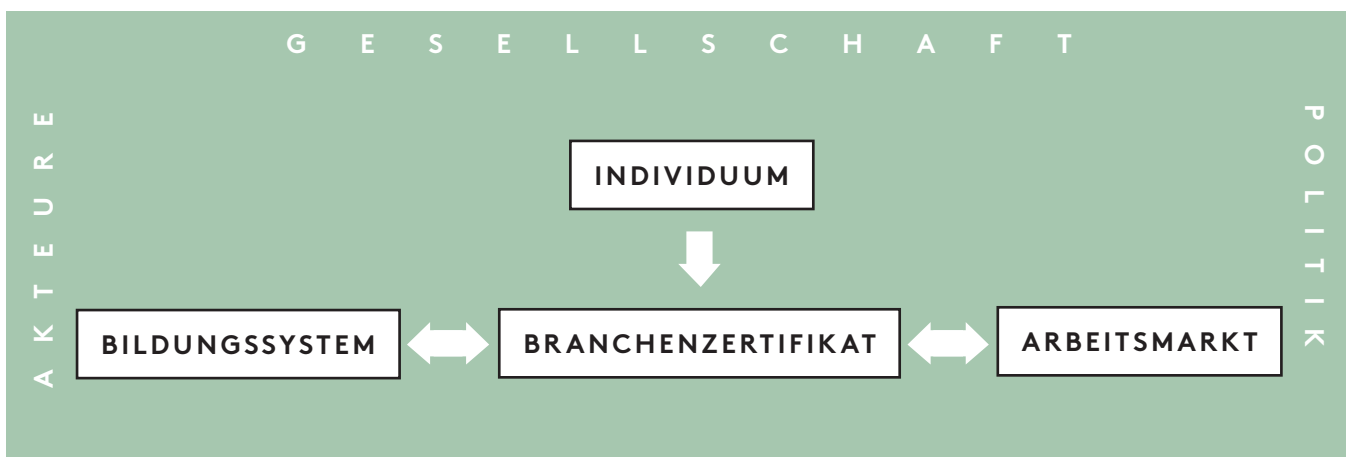 GESELLSCHAFT
AKTEURE
POLITIK
INDIVIDUUM
BILDUNGSSYSTEM
BRANCHENZERTIFIKAT
ARBEITSMARKT